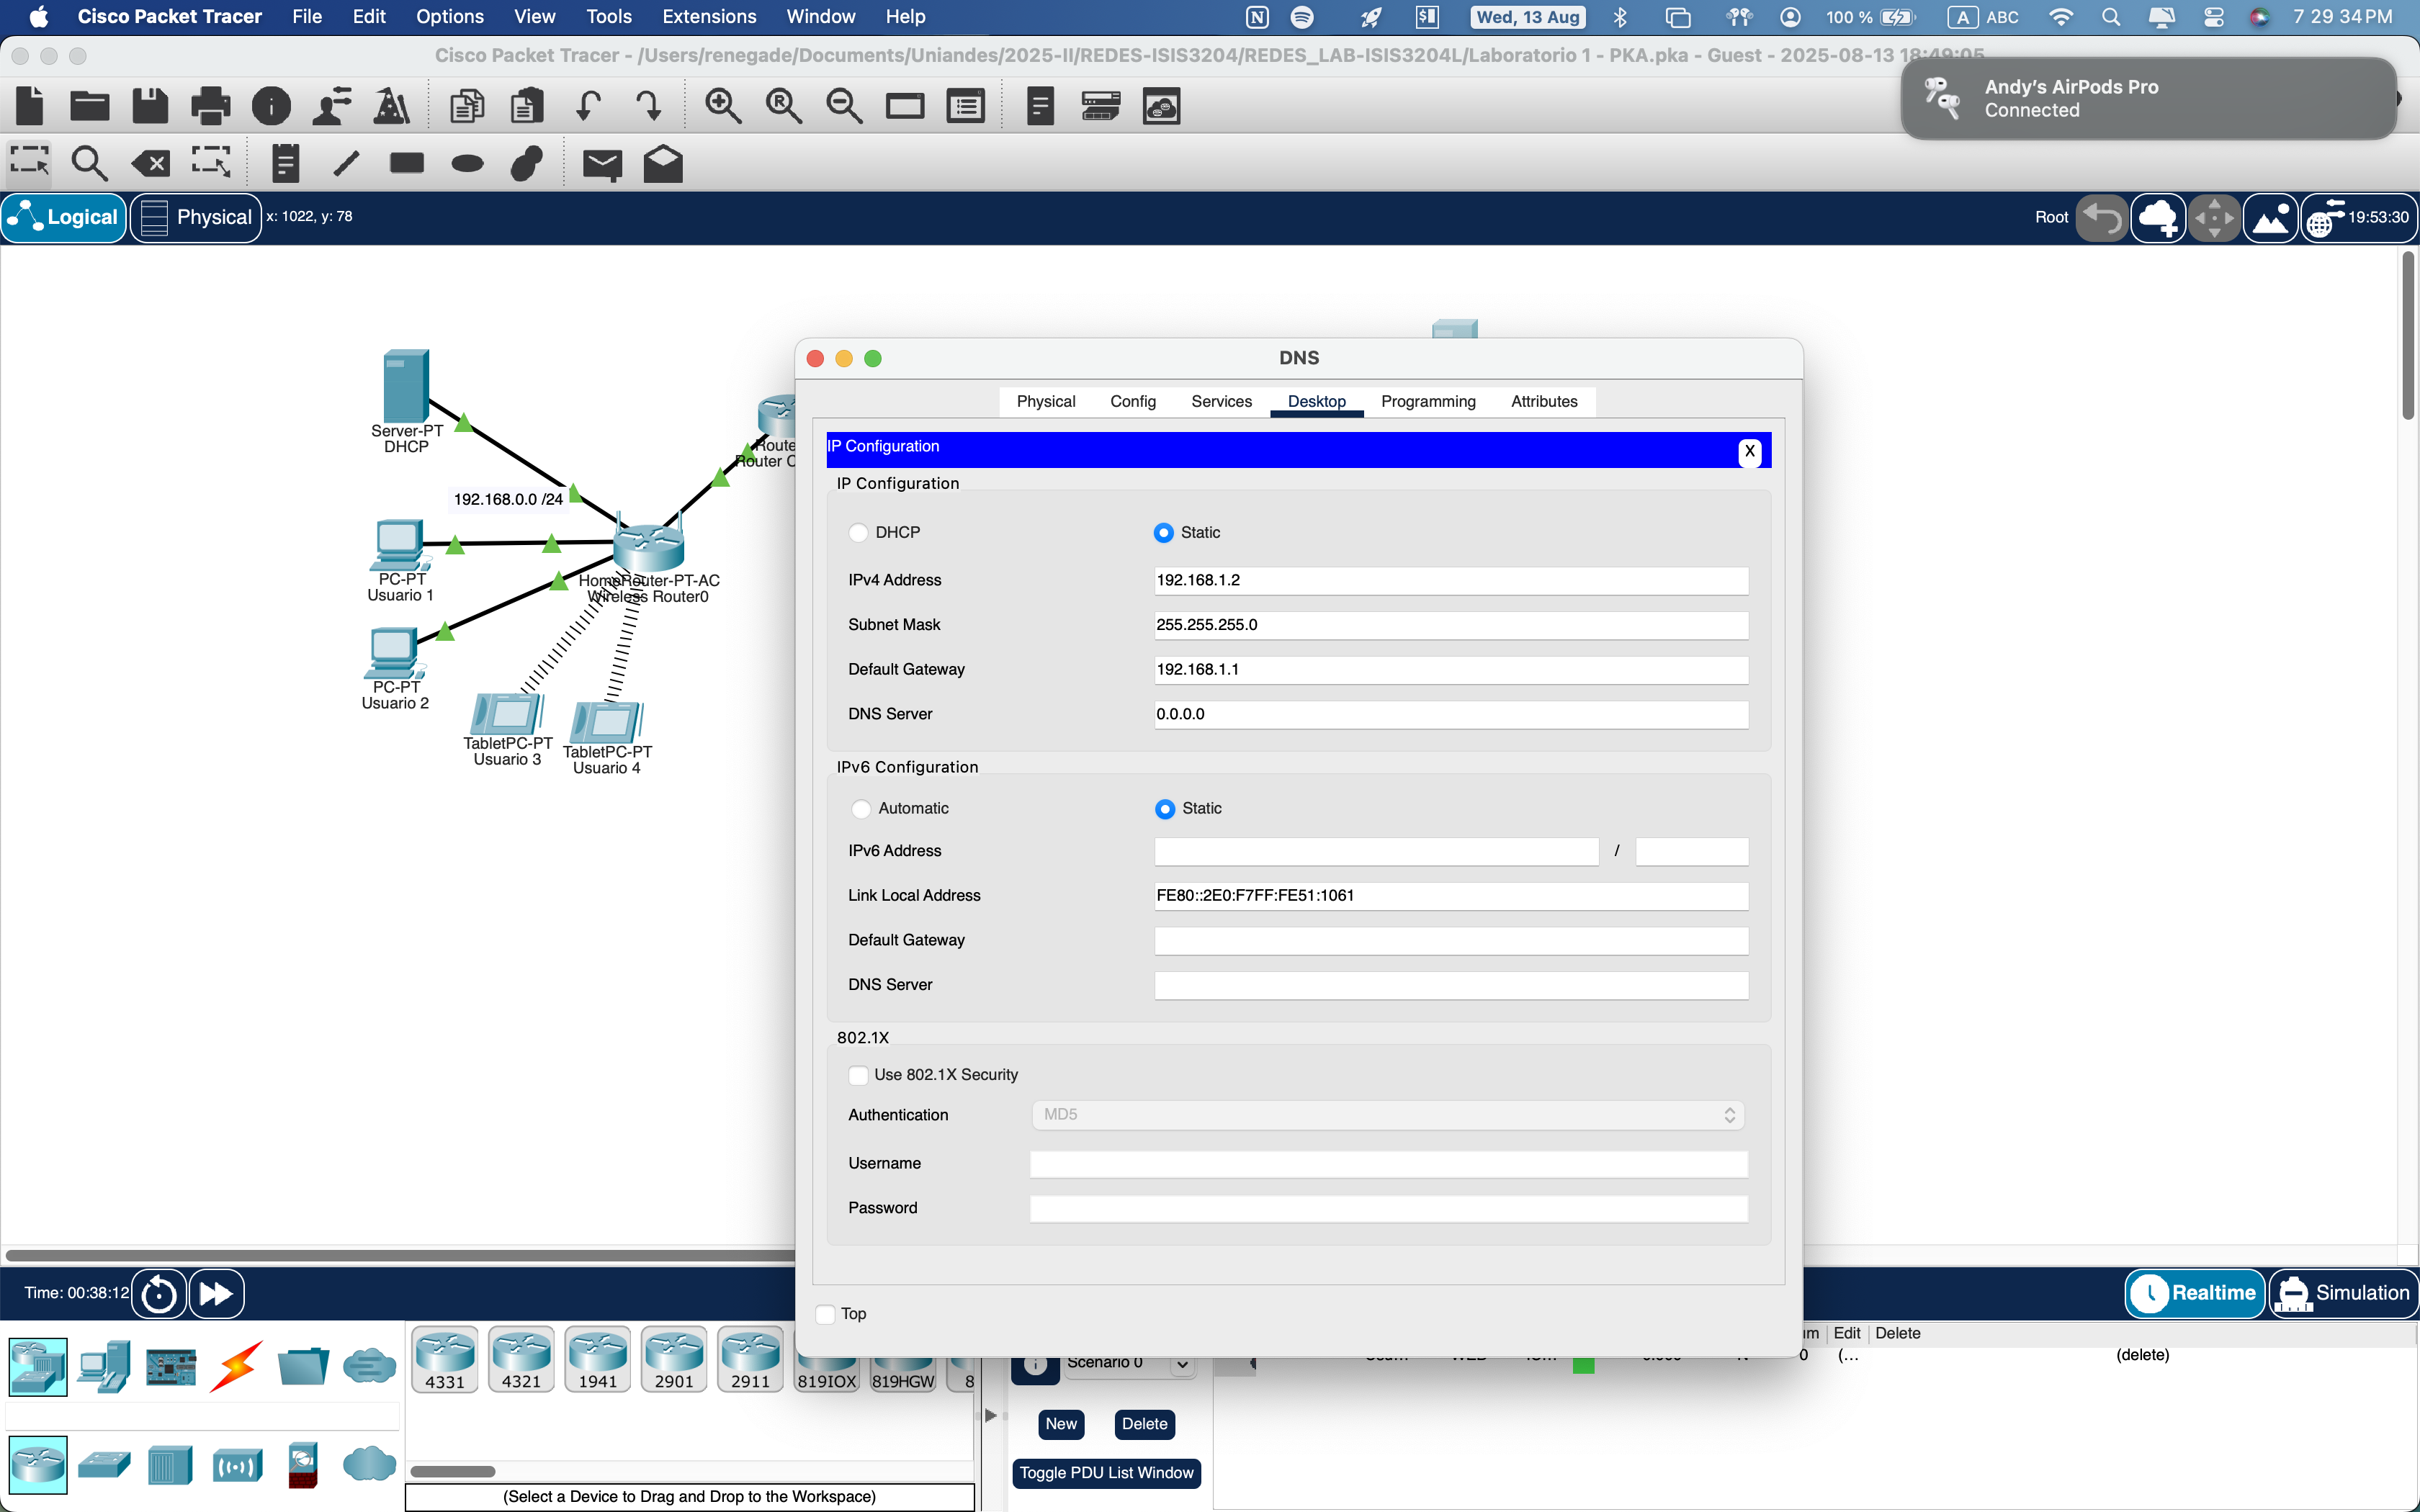 Cisco Packet Tracer File Edit Options View Tools Extensions Window Help Wed, 13 Aug 100 % A ABC 7 29 34 PM
Cisco Packet Tracer - /Users/renegade/Documents/Uniandes/2025-II/REDES-ISIS3204/REDES_LAB-ISIS3204L/Laboratorio 1 - PKA.pka - Guest - 2025-08-13 18:49:05
Andy's AirPods Pro
Connected
Logical Physical x: 1022, y: 78 Root 19:53:30
Server-PT
DHCP
192.168.0.0 /24
PC-PT
Usuario 1
PC-PT
Usuario 2
HomeRouter-PT-AC
Wireless Router0
TabletPC-PT
Usuario 3
TabletPC-PT
Usuario 4
Route
Router C
DNS
Physical Config Services Desktop Programming Attributes
IP Configuration X
IP Configuration
DHCP Static
IPv4 Address 192.168.1.2
Subnet Mask 255.255.255.0
Default Gateway 192.168.1.1
DNS Server 0.0.0.0
IPv6 Configuration
Automatic Static
IPv6 Address /
Link Local Address FE80::2E0:F7FF:FE51:1061
Default Gateway
DNS Server
802.1X
Use 802.1X Security
Authentication MD5
Username
Password
Top
Time: 00:38:12 Realtime Simulation
4331 4321 1941 2901 2911 819IOX 819HGW 8
(Select a Device to Drag and Drop to the Workspace)
Scenario 0
New Delete
Toggle PDU List Window
Edit Delete
0 (... (delete)